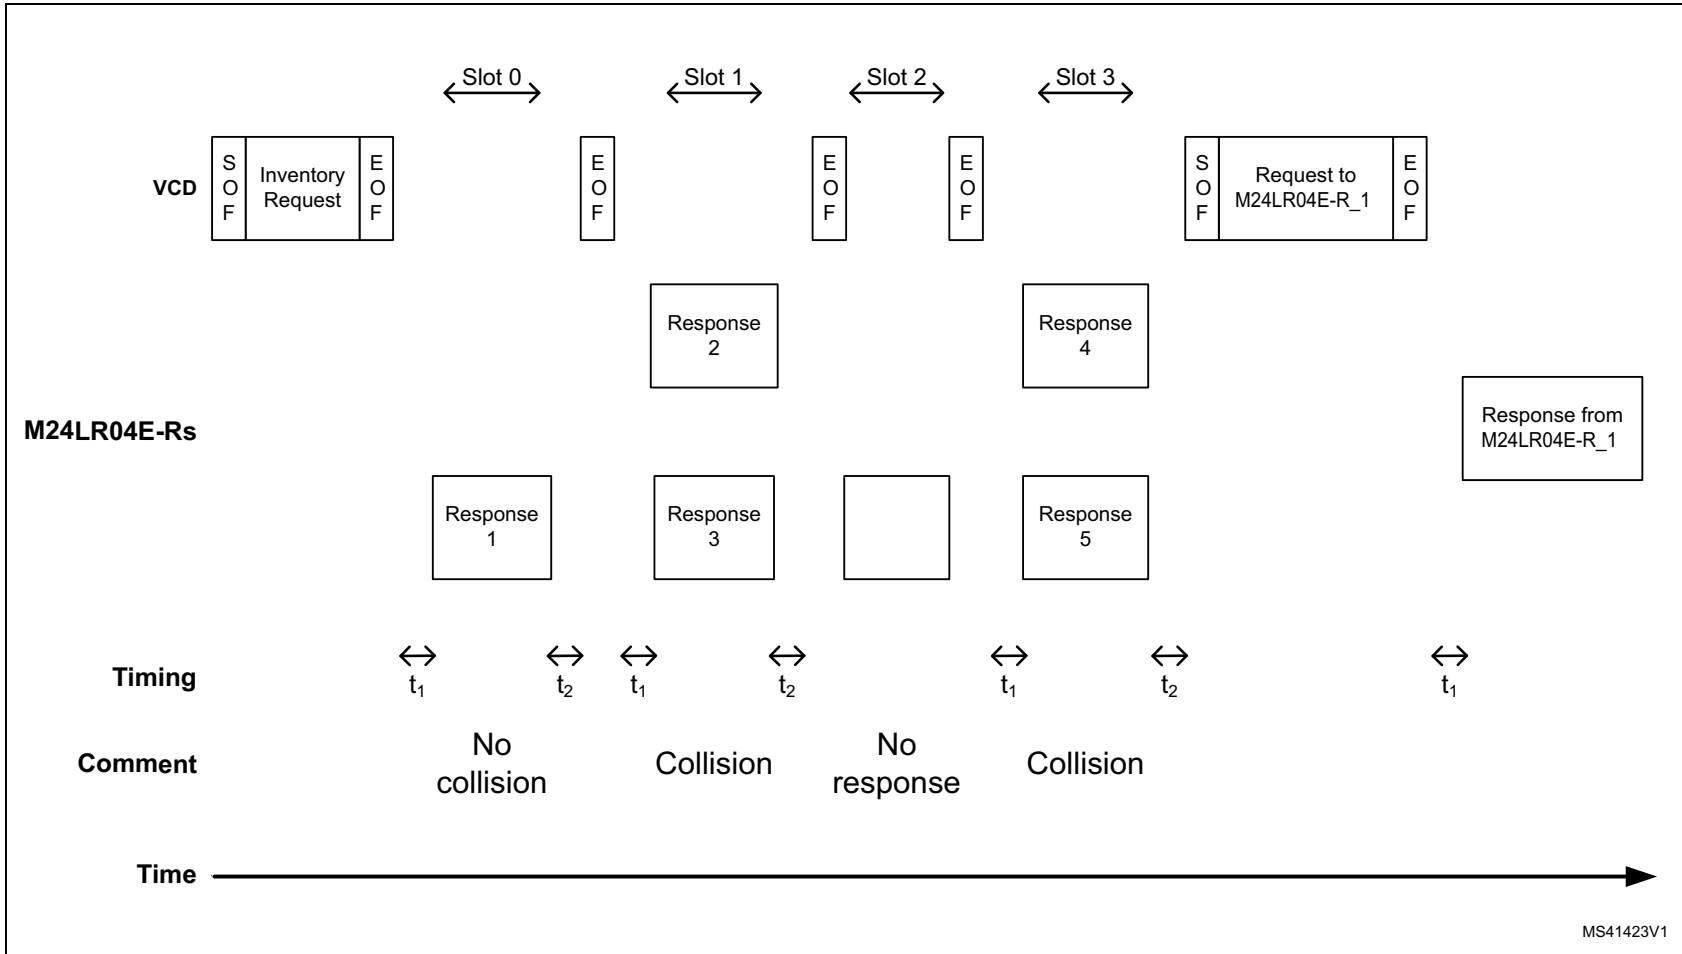 Slot 0
Slot 1
Slot 2
Slot 3
VCD
S
O
F
Inventory
Request
E
O
F
E
O
F
E
O
F
E
O
F
S
O
F
Request to
M24LR04E-R_1
E
O
F
Response
2
Response
4
M24LR04E-Rs
Response from
M24LR04E-R_1
Response
1
Response
3
Response
5
Timing
t1
t2
t1
t2
t1
t2
t1
Comment
No
collision
Collision
No
response
Collision
Time
MS41423V1